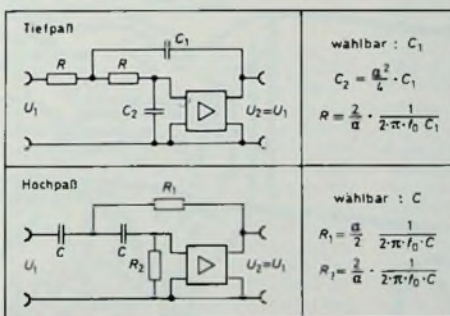 Tiefpaß
C₁
R
R
U₁
C₂
U₂=U₁
wählbar : C₁
C₂ = a²/4 · C₁
R = 2/a · 1/(2·π·f₀ C₁)
Hochpaß
R₁
C
C
U₁
R₂
U₂=U₁
wählbar : C
R₁ = a/2 1/(2·π·f₀·C)
R₂ = 2/a · 1/(2·π·f₀·C)